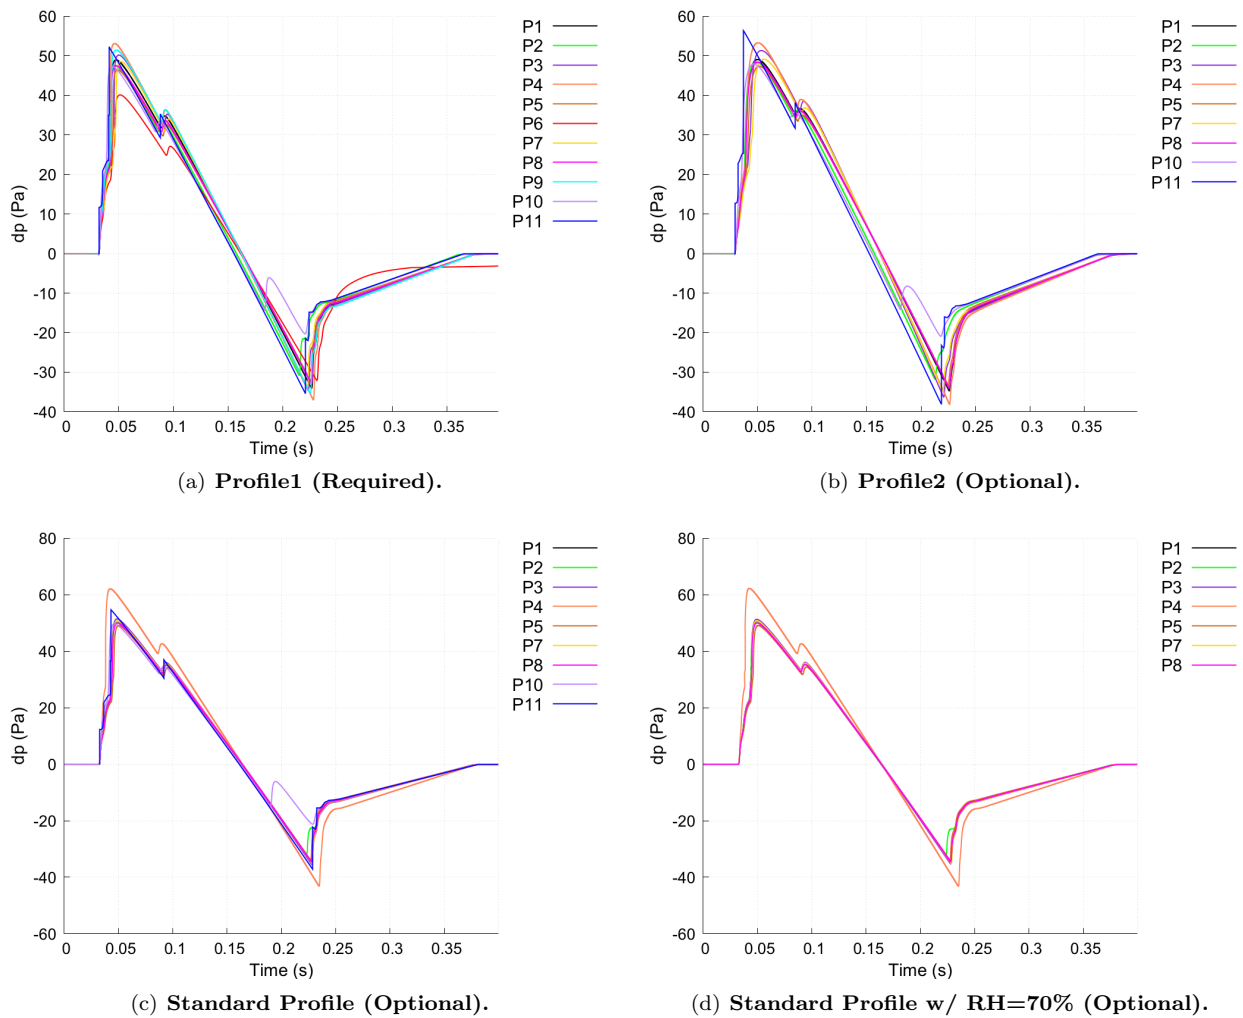 60
50
40
30
20
10
0
-10
-20
-30
-40
dp (Pa)
0 0.05 0.1 0.15 0.2 0.25 0.3 0.35
Time (s)
P1
P2
P3
P4
P5
P6
P7
P8
P9
P10
P11
(a) Profile1 (Required).
60
50
40
30
20
10
0
-10
-20
-30
-40
dp (Pa)
0 0.05 0.1 0.15 0.2 0.25 0.3 0.35
Time (s)
P1
P2
P3
P4
P5
P7
P8
P10
P11
(b) Profile2 (Optional).
80
60
40
20
0
-20
-40
-60
dp (Pa)
0 0.05 0.1 0.15 0.2 0.25 0.3 0.35
Time (s)
P1
P2
P3
P4
P5
P7
P8
P10
P11
(c) Standard Profile (Optional).
80
60
40
20
0
-20
-40
-60
dp (Pa)
0 0.05 0.1 0.15 0.2 0.25 0.3 0.35
Time (s)
P1
P2
P3
P4
P5
P7
P8
(d) Standard Profile w/ RH=70% (Optional).